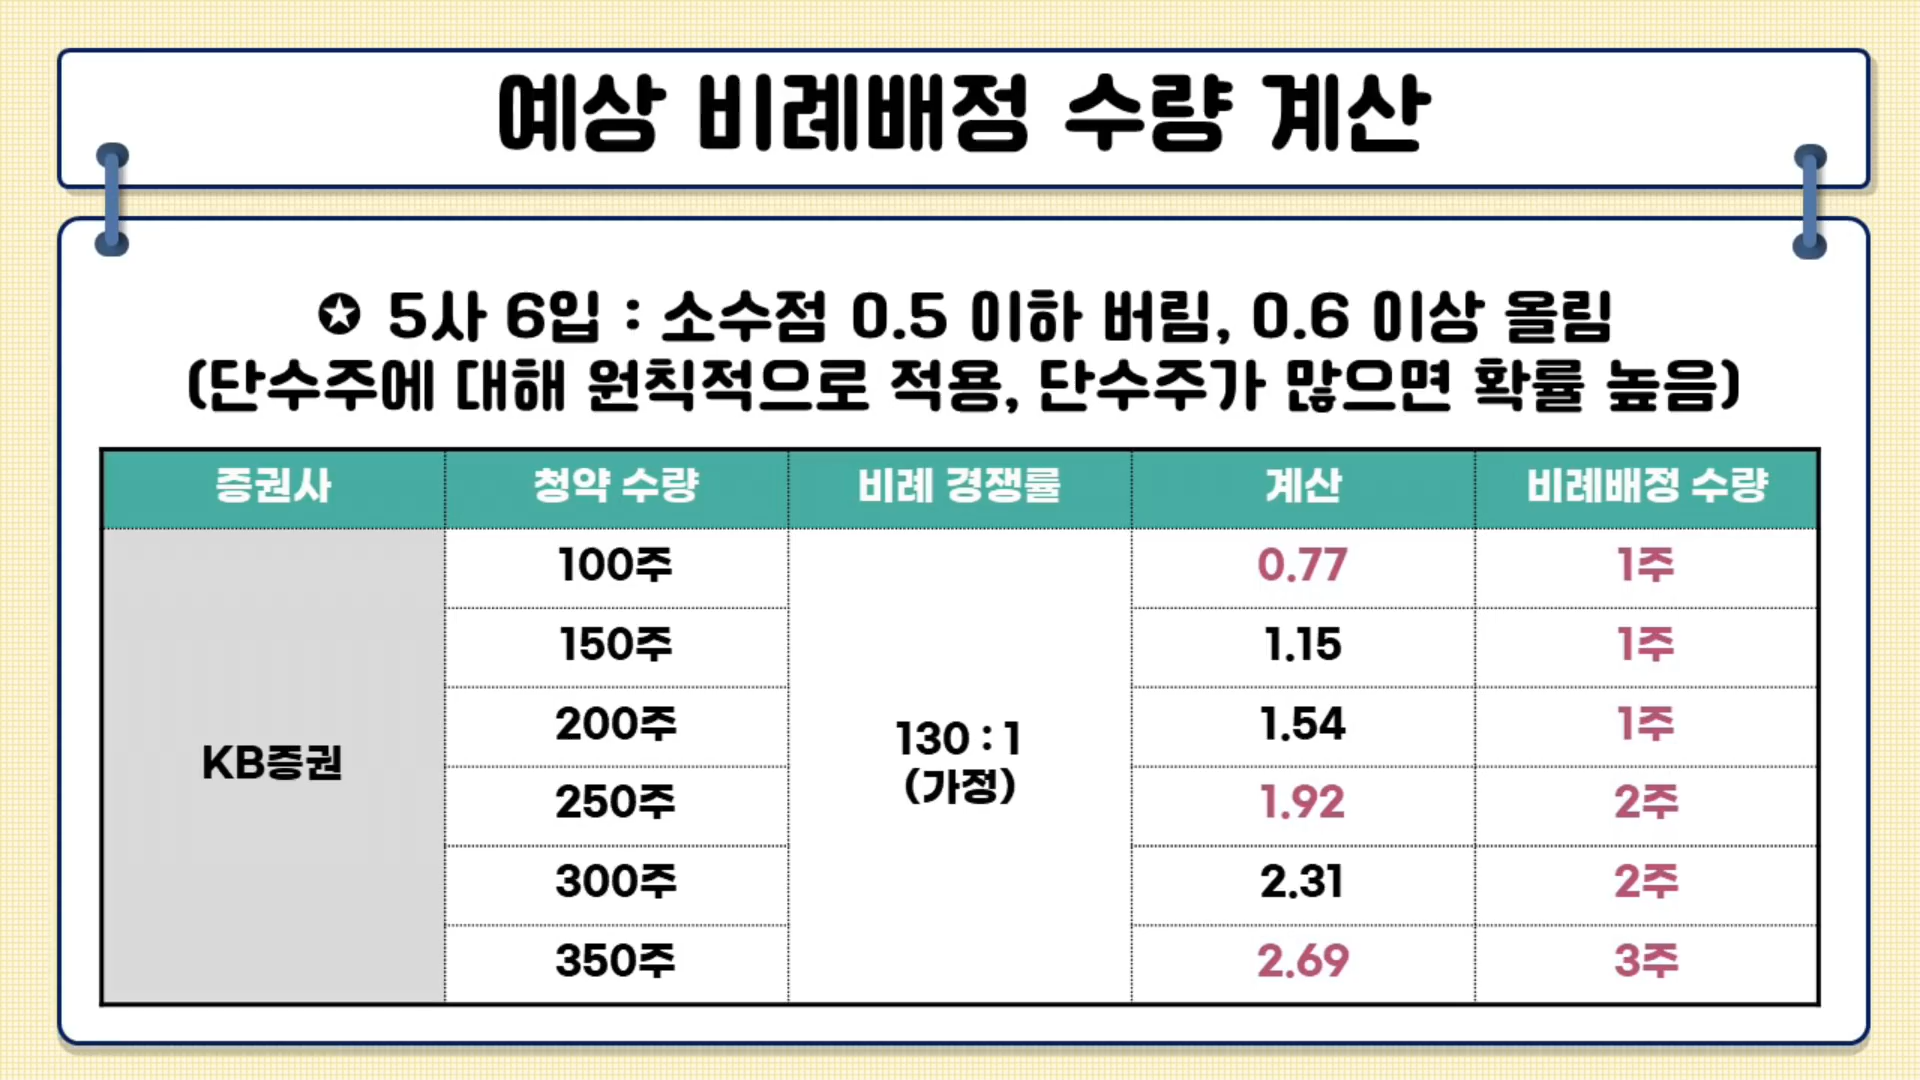 예상 비례배정 수량 계산
✪ 5사 6입 : 소수점 0.5 이하 버림, 0.6 이상 올림
(단수주에 대해 원칙적으로 적용, 단수주가 많으면 확률 높음)
증권사 청약 수량 비례 경쟁률 계산 비례배정 수량
100주 0.77 1주
150주 1.15 1주
200주 1.54 1주
KB증권 130 : 1
(가정)
250주 1.92 2주
300주 2.31 2주
350주 2.69 3주